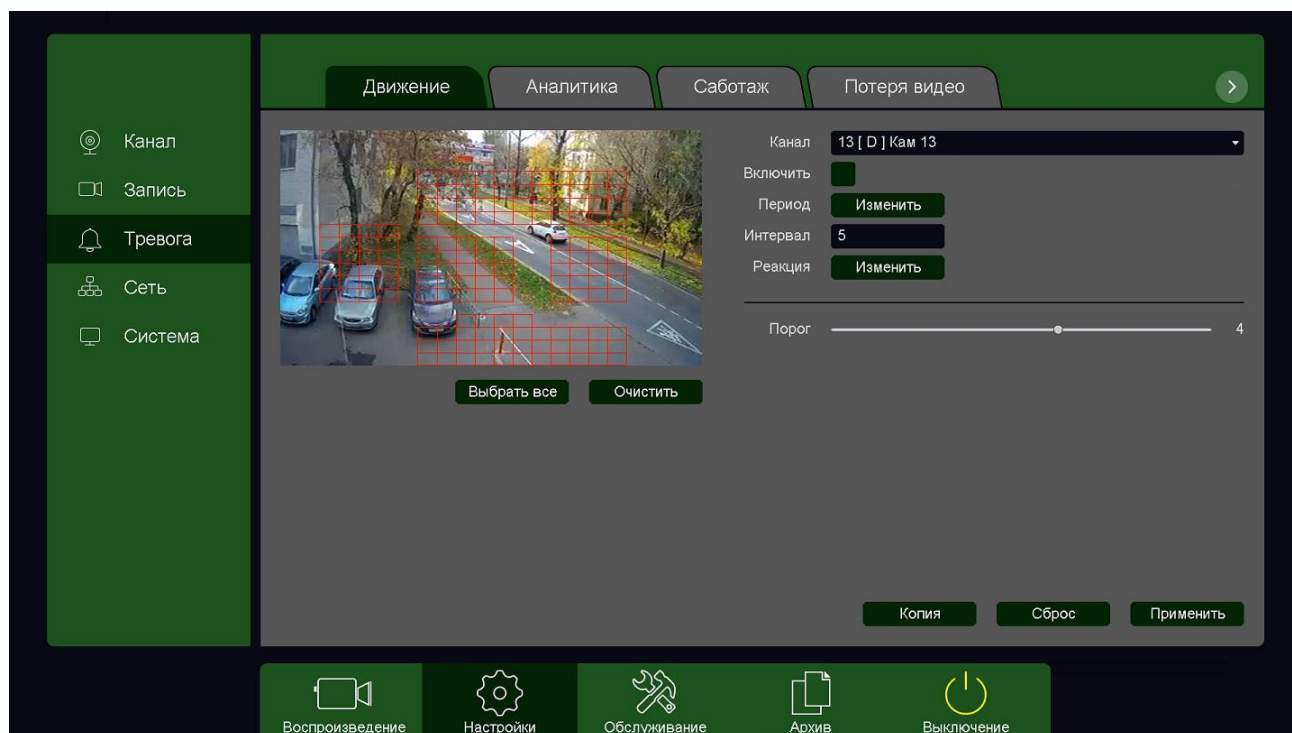 Движение
Аналитика
Саботаж
Потеря видео
Канал
Запись
Тревога
Сеть
Система
Канал 13 [ D ] Кам 13
Включить
Период Изменить
Интервал 5
Реакция Изменить
Порог 4
Выбрать все
Очистить
Копия
Сброс
Применить
Воспроизведение
Настройки
Обслуживание
Архив
Выключение